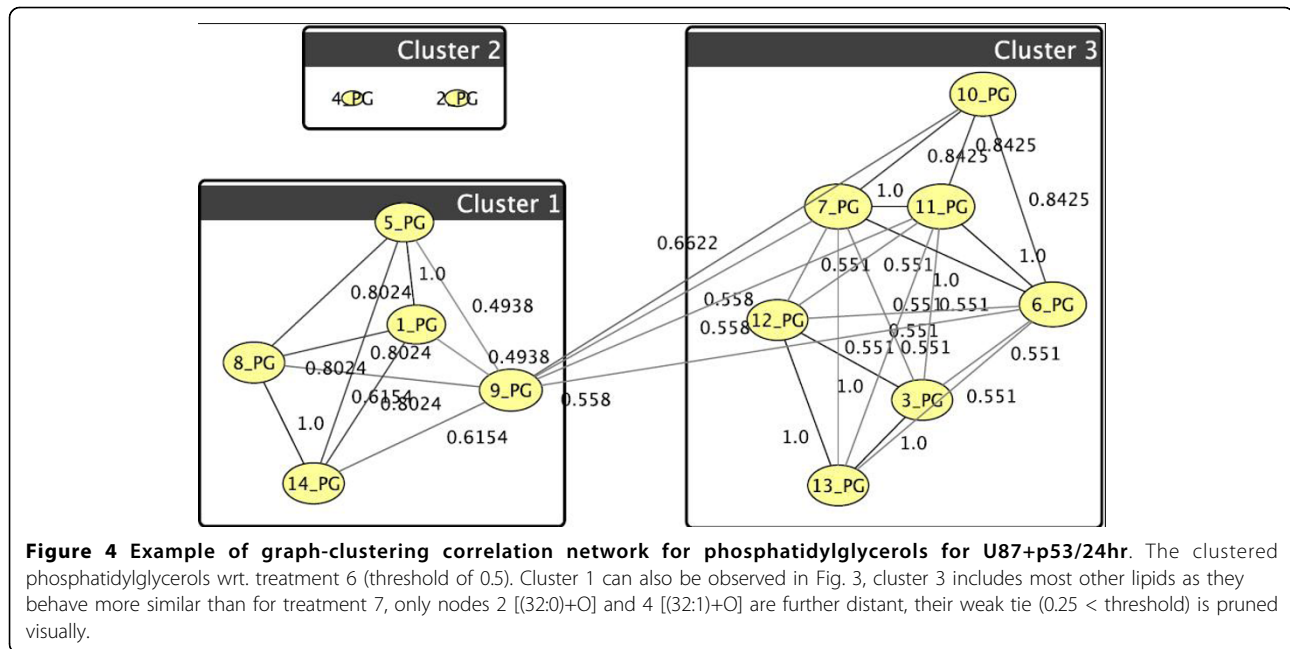 Cluster 2
4_PG
2_PG
Cluster 3
10_PG
0.8425
0.8425
7_PG
1.0
11_PG
0.8425
Cluster 1
5_PG
0.6622
1.0
0.551
0.551
1.0
1.0
0.8024
0.4938
0.558
0.551
0.551
6_PG
1_PG
12_PG
0.558
0.551
8_PG
0.8024
0.4938
0.551
0.551
0.551
0.8024
9_PG
1.0
0.551
0.6154
0.8024
0.558
3_PG
1.0
0.6154
1.0
1.0
14_PG
13_PG
Figure 4 Example of graph-clustering correlation network for phosphatidylglycerols for U87+p53/24hr. The clustered
phosphatidylglycerols wrt. treatment 6 (threshold of 0.5). Cluster 1 can also be observed in Fig. 3, cluster 3 includes most other lipids as they
behave more similar than for treatment 7, only nodes 2 [(32:0)+O] and 4 [(32:1)+O] are further distant, their weak tie (0.25 < threshold) is pruned
visually.